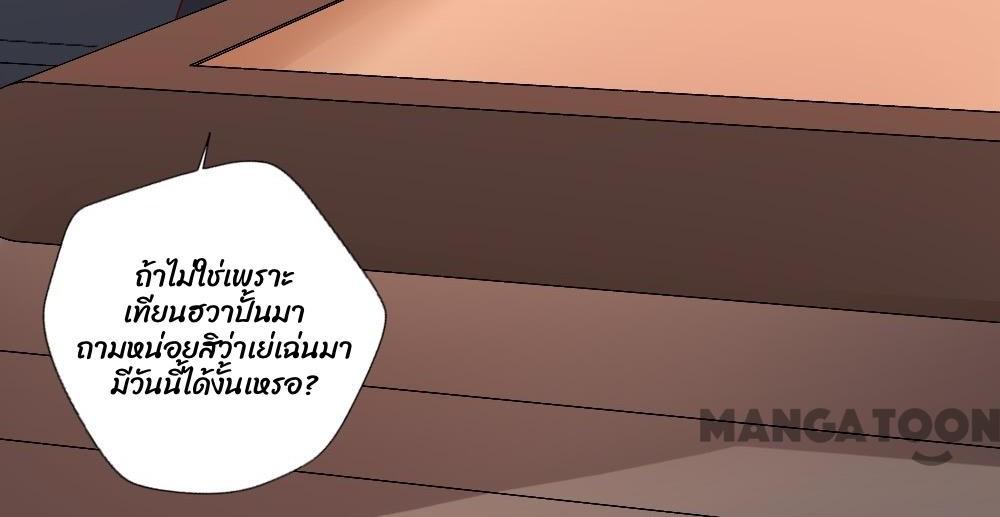 ถ้าไม่ใช่เพราะ
เทียนฮวาปั้นมา
ถามหน่อยสิว่าเย่เฉินมา
มีวันนี้ได้งั้นเหรอ?
MANGATOON